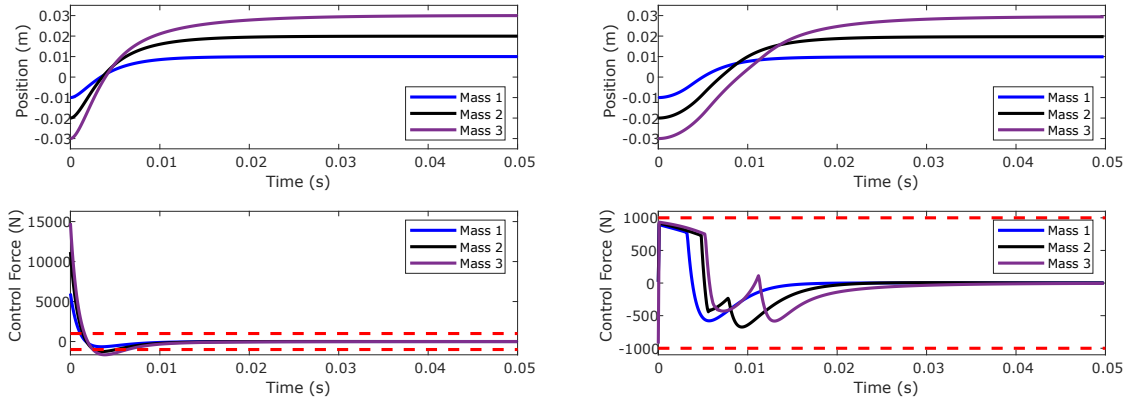 Position (m)
0.03
0.02
0.01
0
-0.01
-0.02
-0.03
Mass 1
Mass 2
Mass 3
0 0.01 0.02 0.03 0.04 0.05
Time (s)
Position (m)
0.03
0.02
0.01
0
-0.01
-0.02
-0.03
Mass 1
Mass 2
Mass 3
0 0.01 0.02 0.03 0.04 0.05
Time (s)
Control Force (N)
15000
10000
5000
0
Mass 1
Mass 2
Mass 3
0 0.01 0.02 0.03 0.04 0.05
Time (s)
Control Force (N)
1000
500
0
-500
-1000
Mass 1
Mass 2
Mass 3
0 0.01 0.02 0.03 0.04 0.05
Time (s)